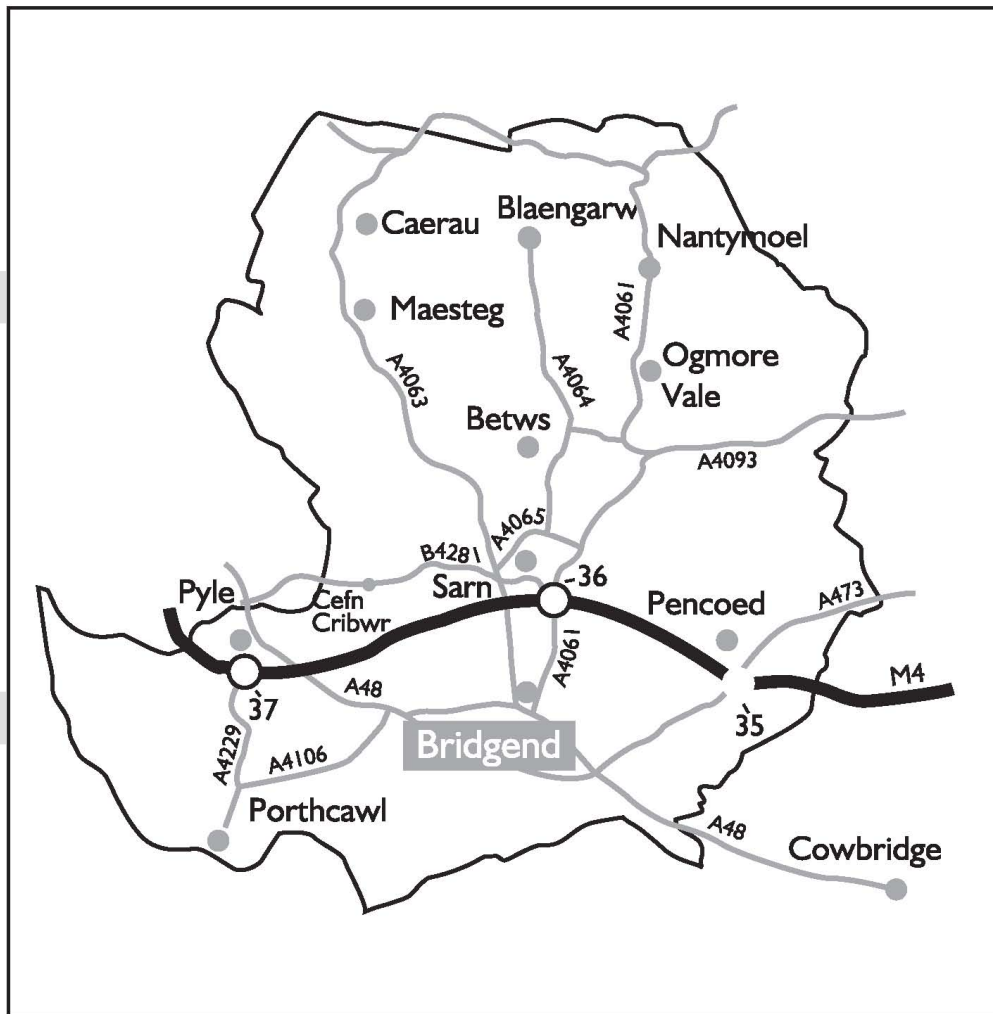 Blaengarw
Caerau
Nantymoel
Maesteg
A4061
Ogmore
Vale
A4063
A4064
Betws
A4093
A4065
B4281
-36
Sarn
Pyle
Cefn
Cribwr
Pencoed
A473
A4061
M4
A48
37
35
Bridgend
A4229
A4106
Porthcawl
A48
Cowbridge